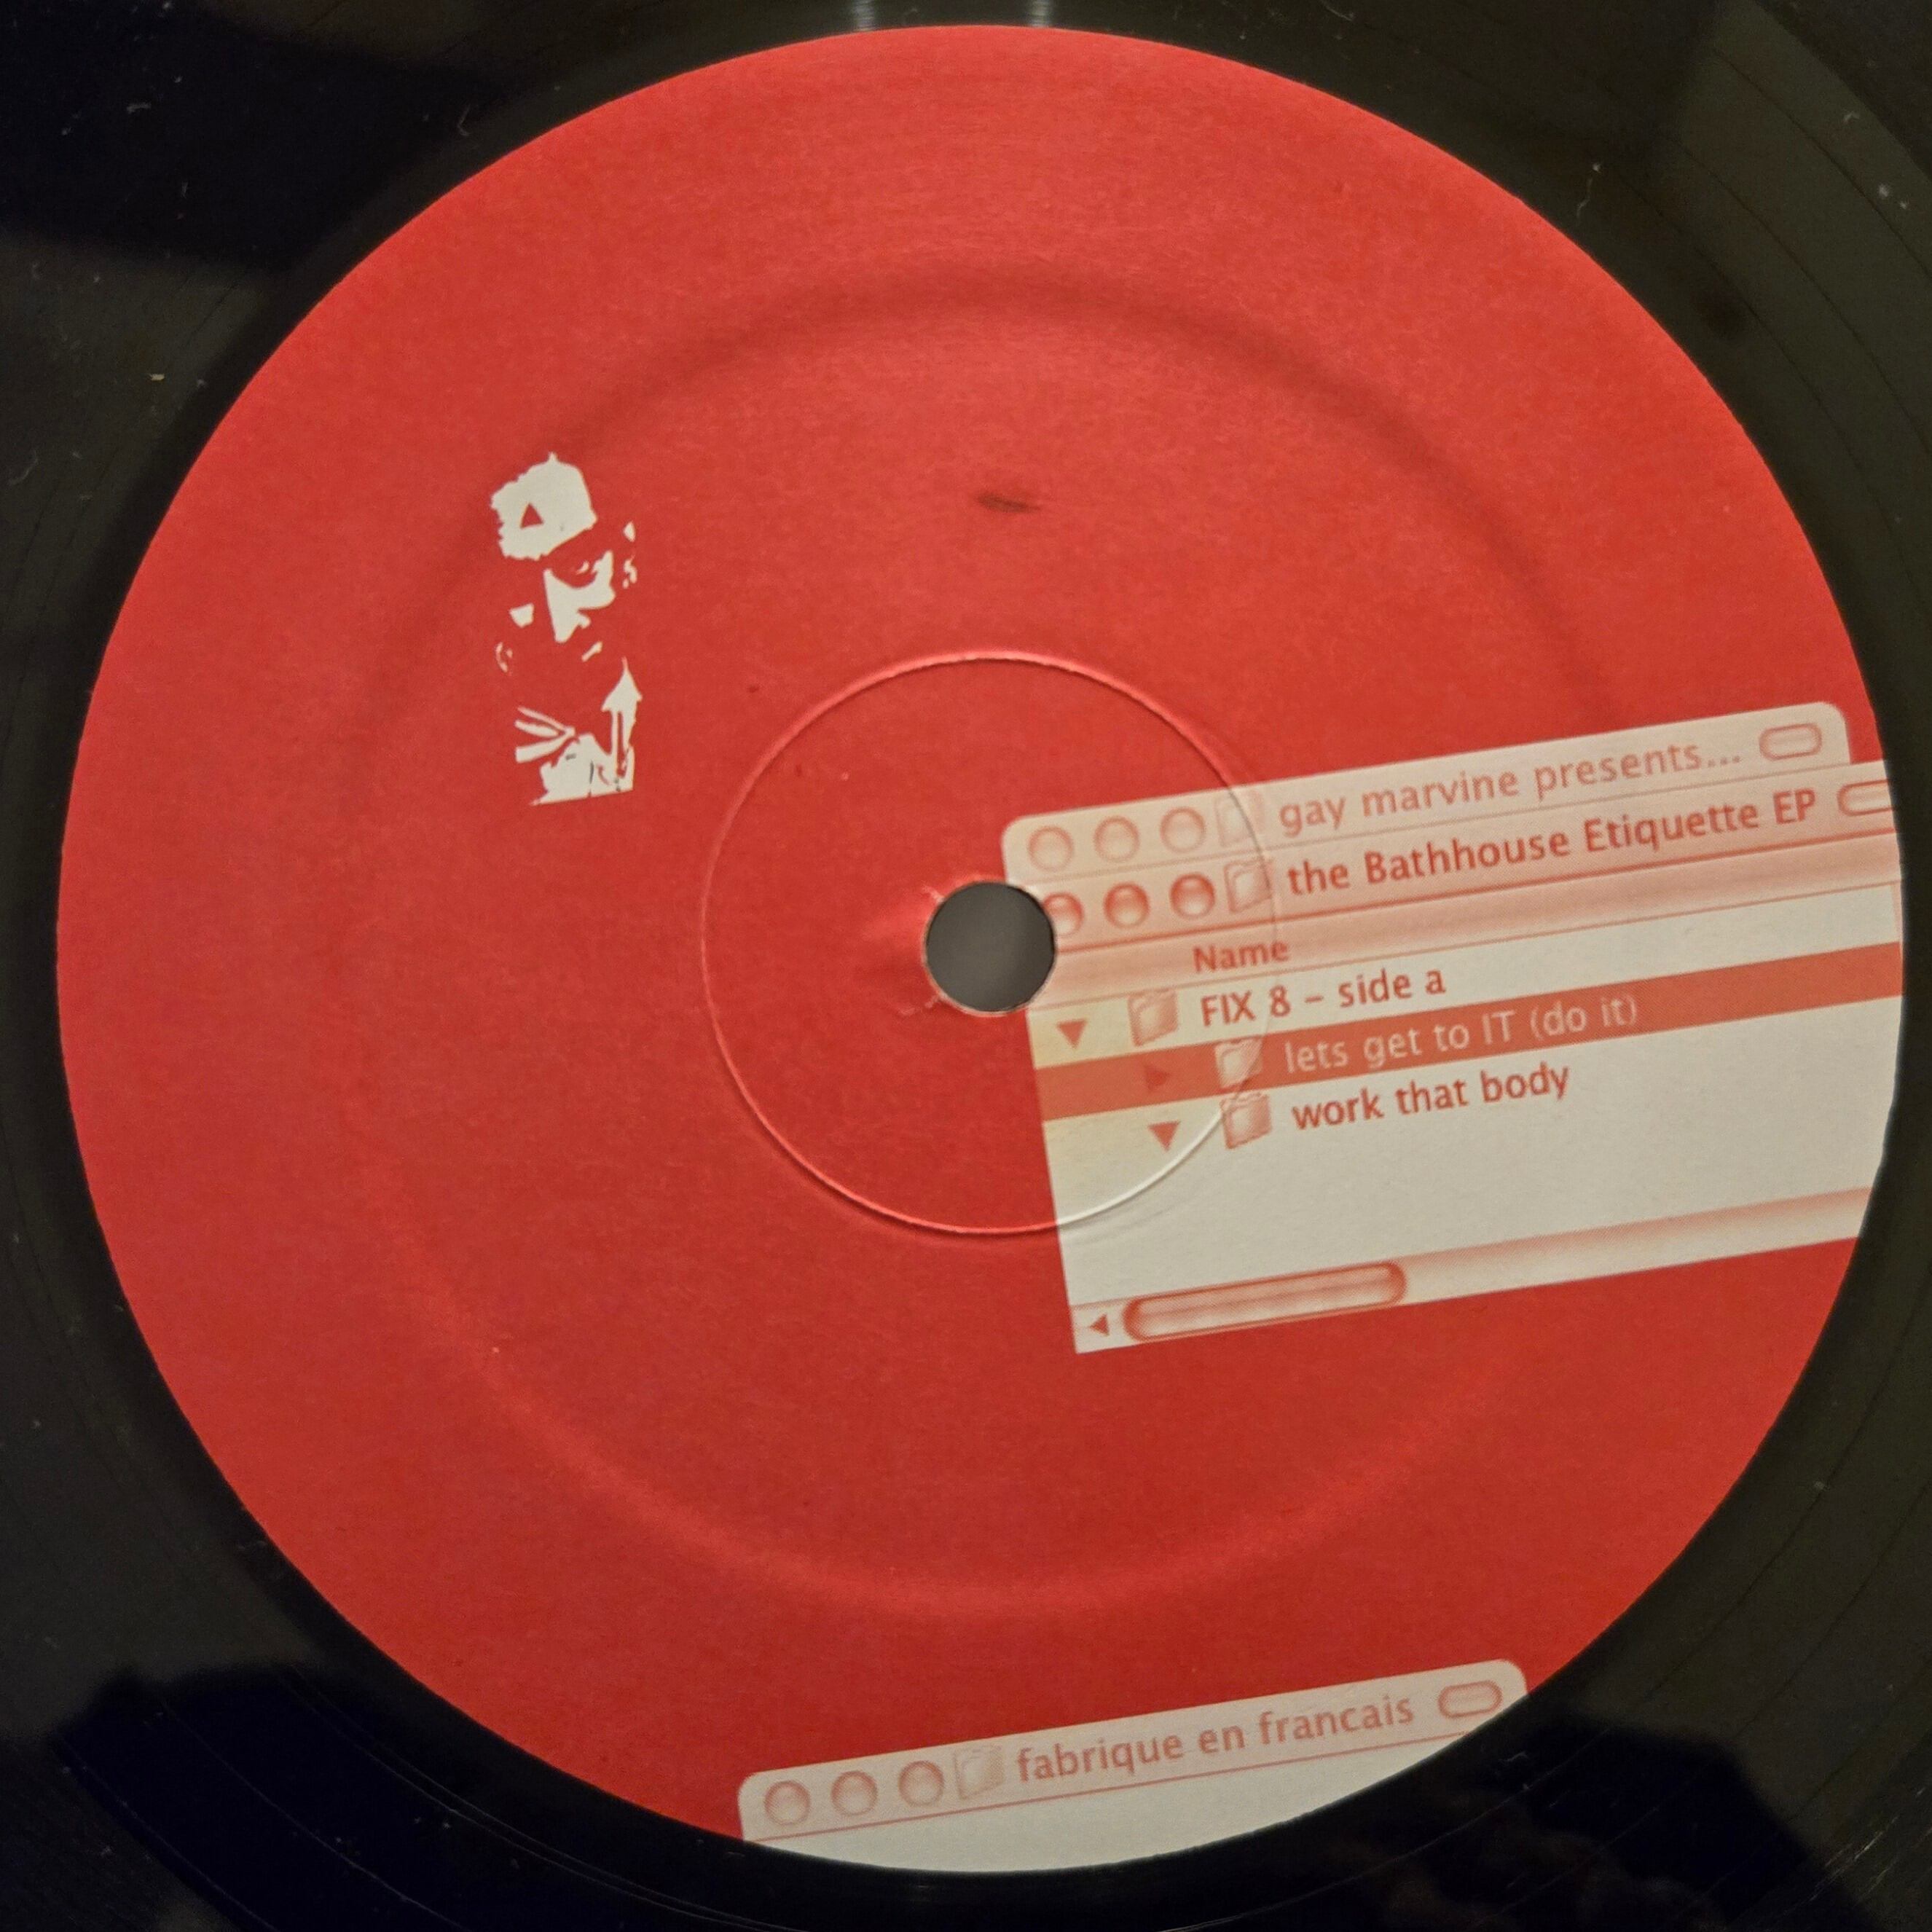 gay marvine presents...
the Bathhouse Etiquette EP
Name
FIX 8 – side a
lets get to IT (do it)
work that body
fabrique en francais